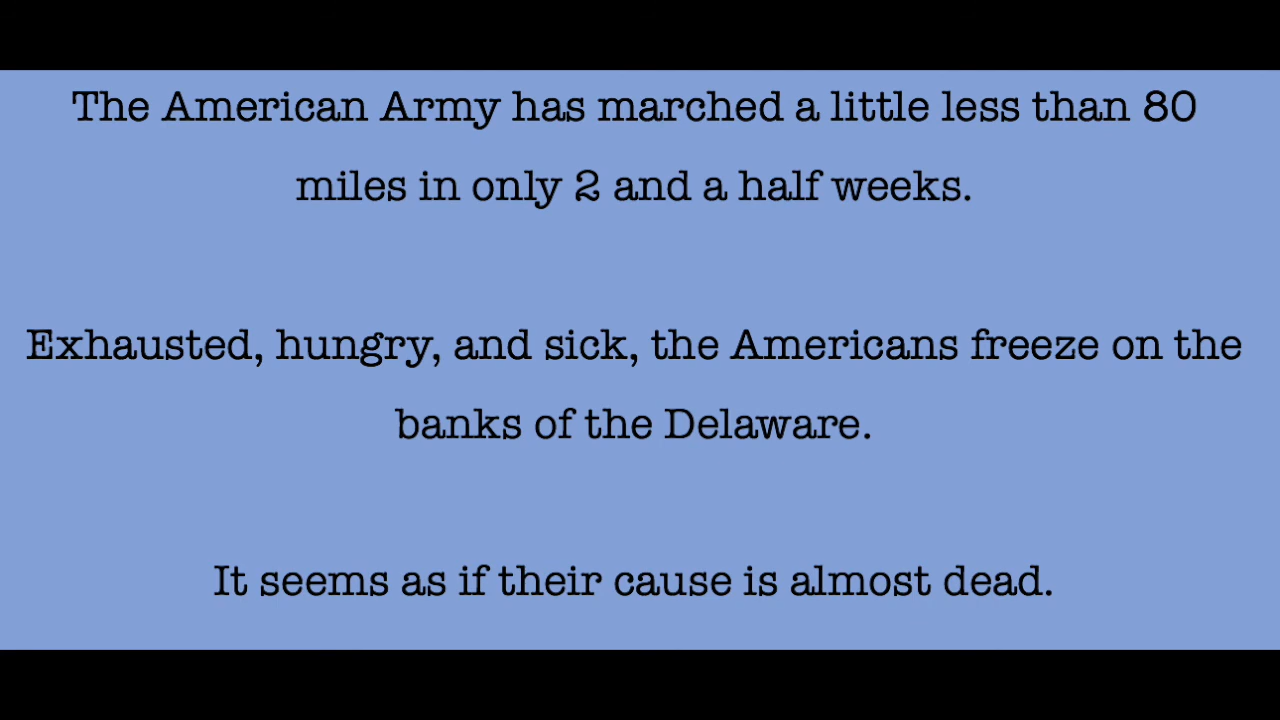 The American Army has marched a little less than 80
miles in only 2 and a half weeks.
Exhausted, hungry, and sick, the Americans freeze on the
banks of the Delaware.
It seems as if their cause is almost dead.